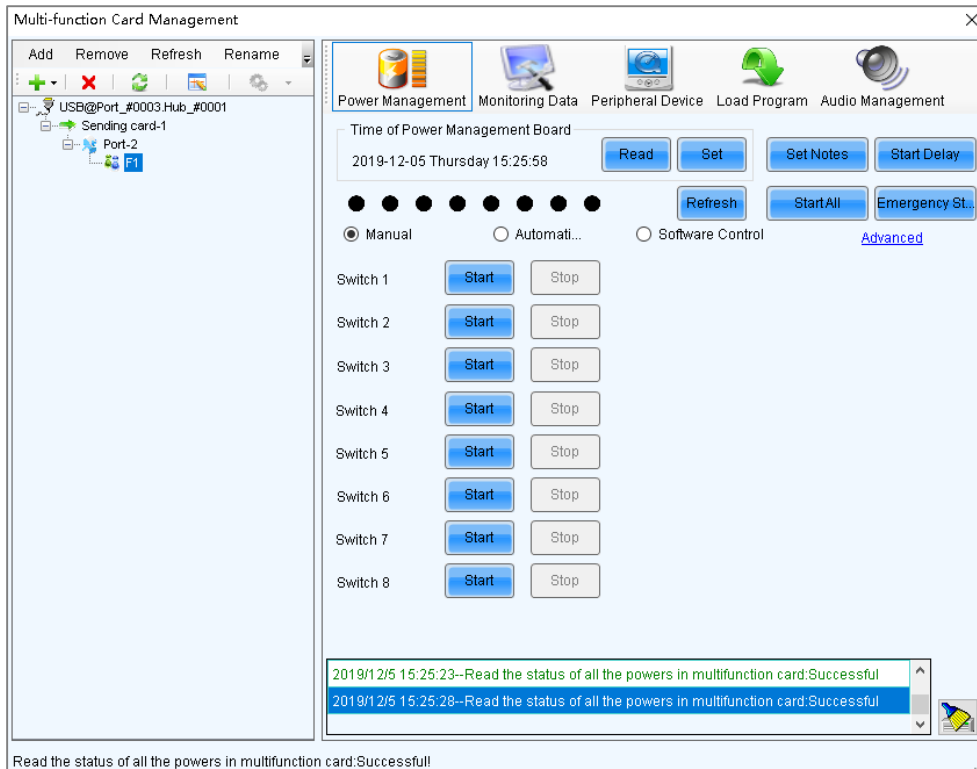 Multi-function Card Management
Add Remove Refresh Rename
USB@Port_#0003.Hub_#0001
Sending card-1
Port-2
F1
Power Management Monitoring Data Peripheral Device Load Program Audio Management
Time of Power Management Board
2019-12-05 Thursday 15:25:58 Read Set Set Notes Start Delay
Refresh Start All Emergency St...
Manual Automati... Software Control Advanced
Switch 1 Start Stop
Switch 2 Start Stop
Switch 3 Start Stop
Switch 4 Start Stop
Switch 5 Start Stop
Switch 6 Start Stop
Switch 7 Start Stop
Switch 8 Start Stop
2019/12/5 15:25:23--Read the status of all the powers in multifunction card:Successful
2019/12/5 15:25:28--Read the status of all the powers in multifunction card:Successful
Read the status of all the powers in multifunction card:Successful!